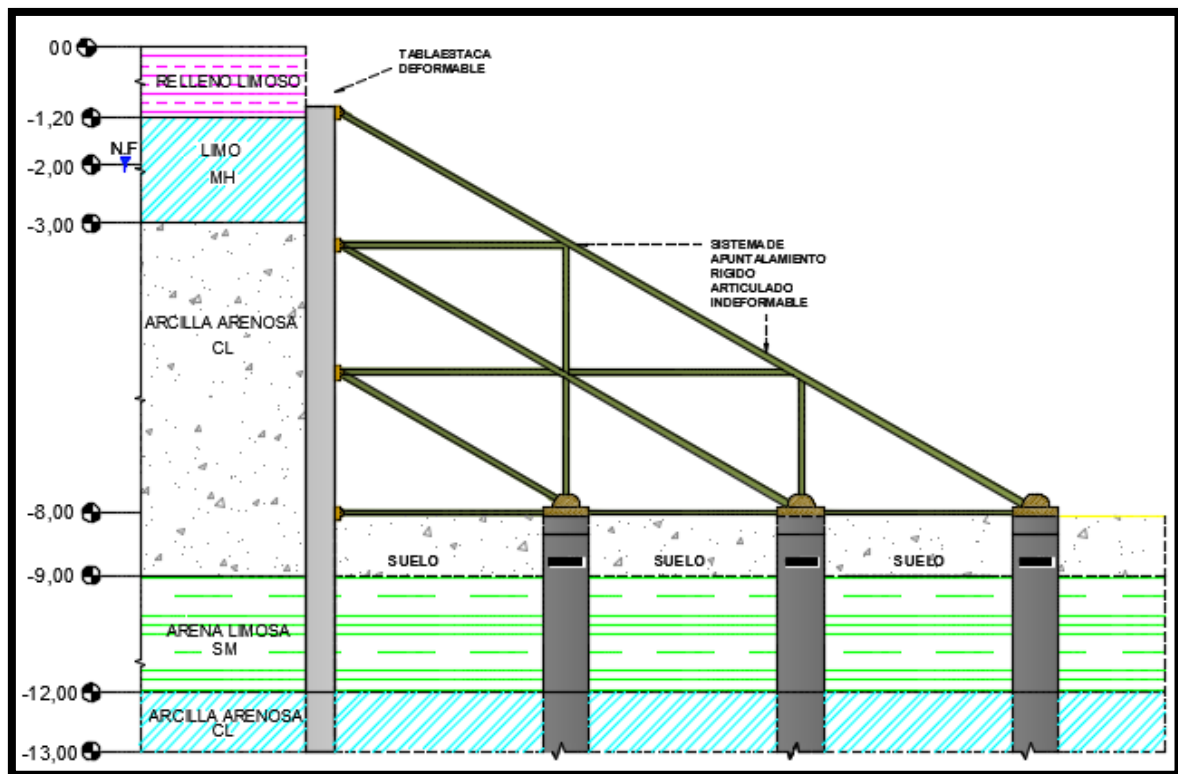 00
RELLENO LIMOSO
TABLAESTACA
DEFORMABLE
-1,20
N.F
-2,00
LIMO
MH
-3,00
SISTEMA DE
APUNTALAMIENTO
RIGIDO
ARTICULADO
INDEFORMABLE
ARCILLA ARENOSA
CL
-8,00
SUELO
SUELO
SUELO
-9,00
ARENA LIMOSA
SM
-12,00
ARCILLA ARENOSA
CL
-13,00